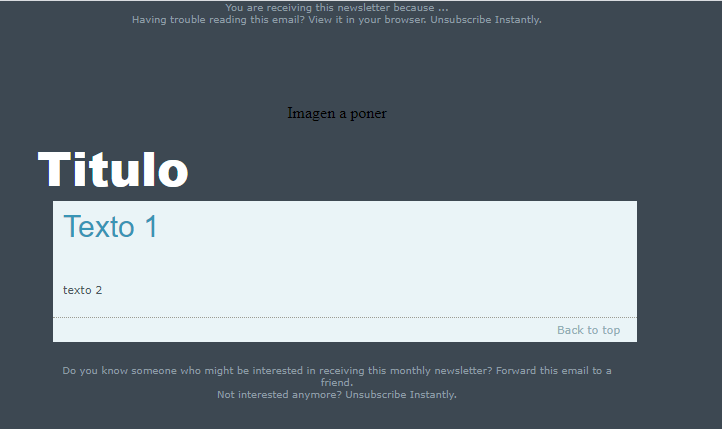 You are receiving this newsletter because ...
Having trouble reading this email? View it in your browser. Unsubscribe Instantly.
Imagen a poner
Titulo
Texto 1
texto 2
Back to top
Do you know someone who might be interested in receiving this monthly newsletter? Forward this email to a
friend.
Not interested anymore? Unsubscribe Instantly.